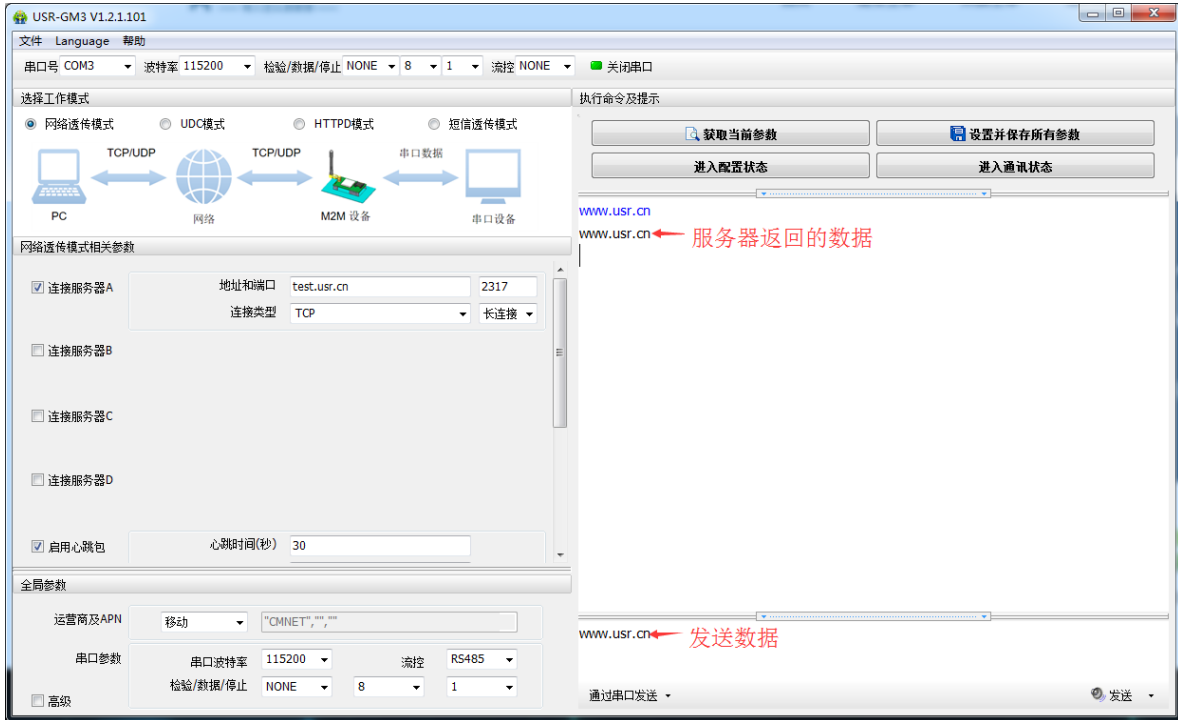 USR-GM3 V1.2.1.101
文件 Language 帮助
串口号 COM3 波特率 115200 检验/数据/停止 NONE 8 1 流控 NONE 关闭串口
选择工作模式
网络透传模式 UDC模式 HTTPD模式 短信透传模式
TCP/UDP TCP/UDP 串口数据
PC 网络 M2M 设备 串口设备
网络透传模式相关参数
连接服务器A 地址和端口 test.usr.cn 2317
连接类型 TCP 长连接
连接服务器B
连接服务器C
连接服务器D
启用心跳包 心跳时间(秒) 30
全局参数
运营商及APN 移动 "CMNET","",""
串口参数 串口波特率 115200 流控 RS485
检验/数据/停止 NONE 8 1
高级
执行命令及提示
获取当前参数 设置并保存所有参数
进入配置状态 进入通讯状态
www.usr.cn
www.usr.cn 服务器返回的数据
www.usr.cn 发送数据
通过串口发送 发送